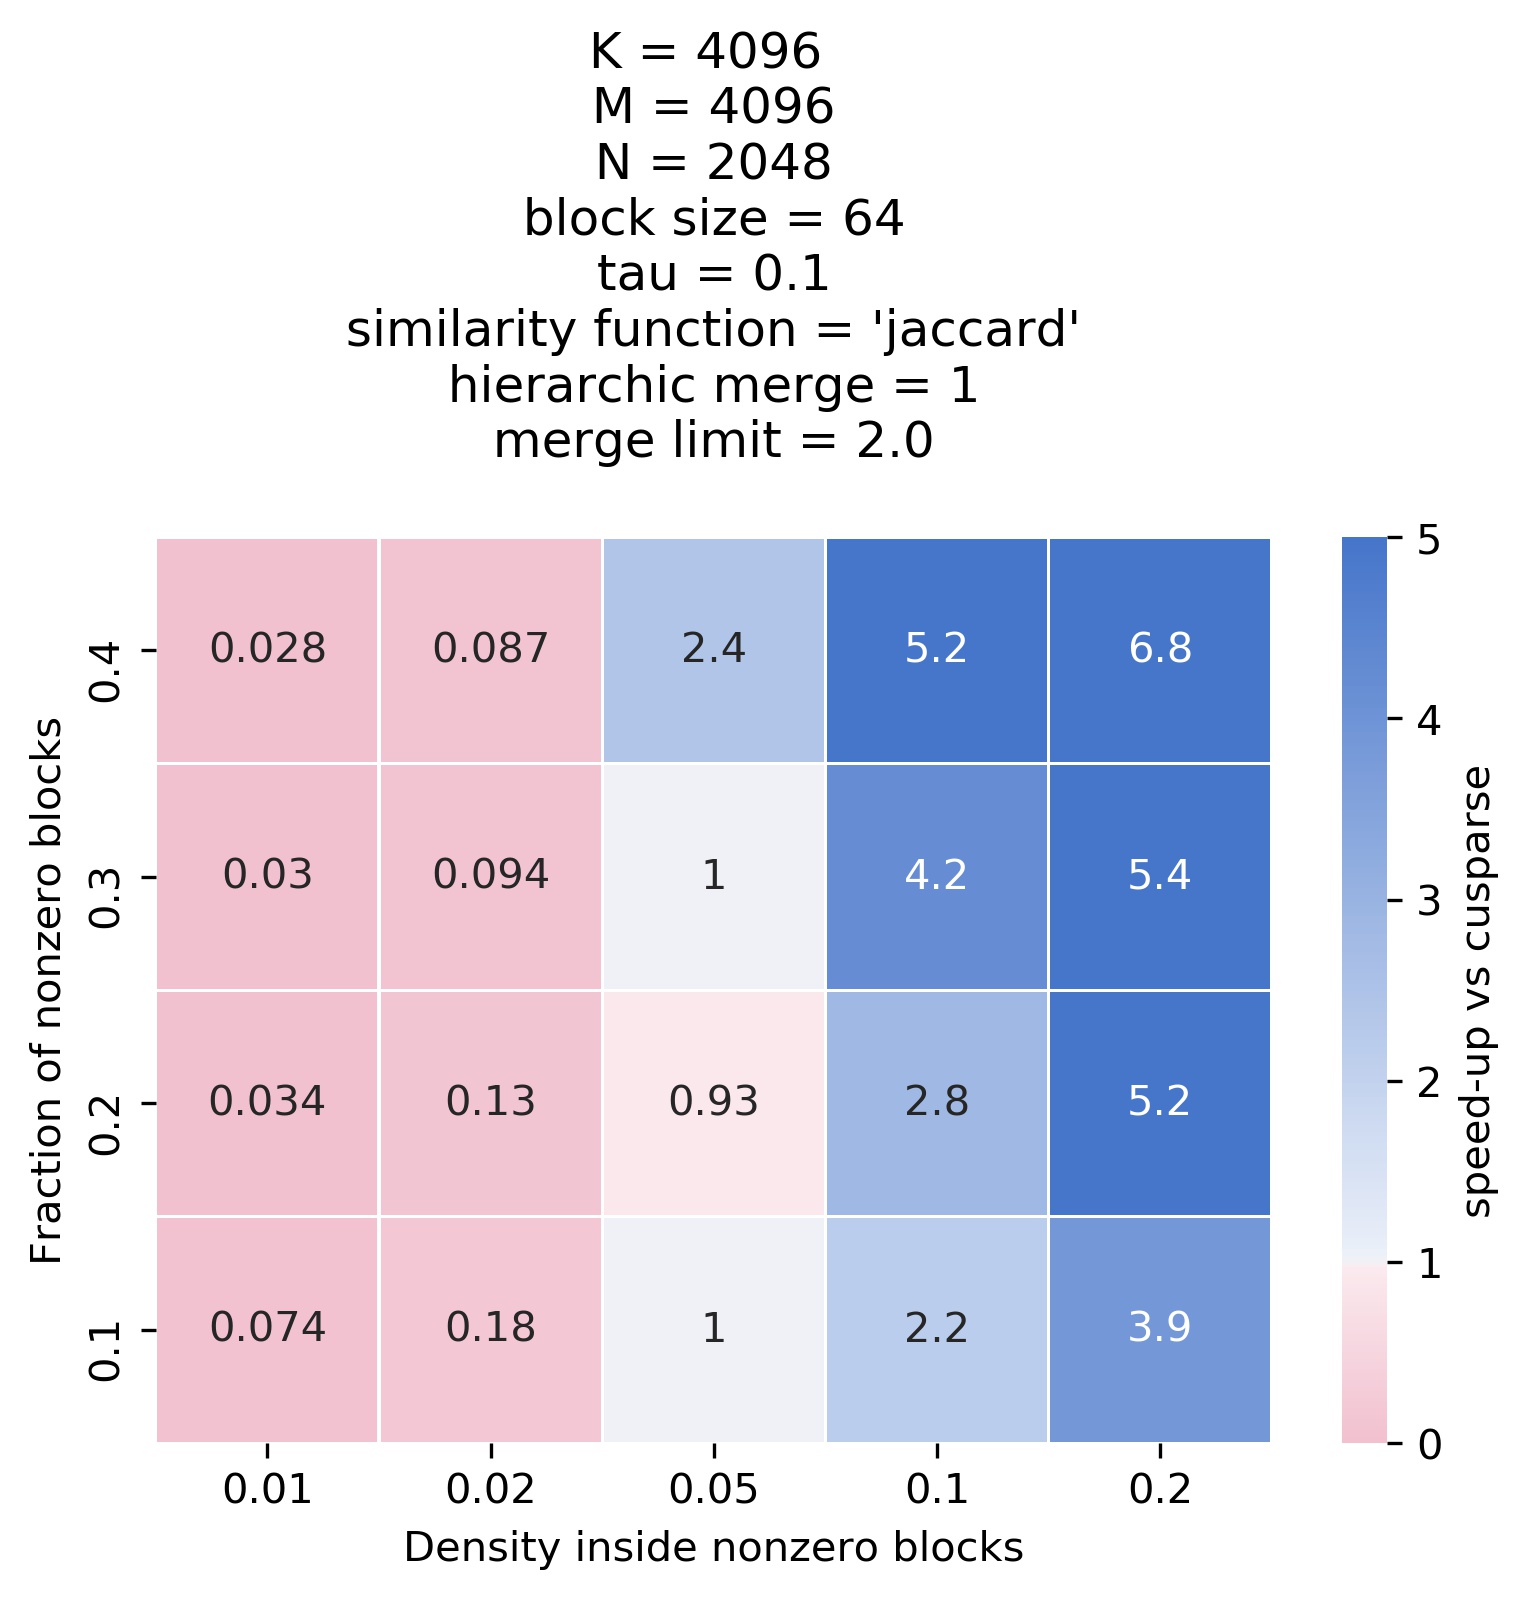 K = 4096
M = 4096
N = 2048
block size = 64
tau = 0.1
similarity function = 'jaccard'
hierarchic merge = 1
merge limit = 2.0
Fraction of nonzero blocks
0.4
0.028 0.087 2.4 5.2 6.8
0.3
0.03 0.094 1 4.2 5.4
0.2
0.034 0.13 0.93 2.8 5.2
0.1
0.074 0.18 1 2.2 3.9
0.01 0.02 0.05 0.1 0.2
Density inside nonzero blocks
5
4
3
2
1
0
speed-up vs cusparse